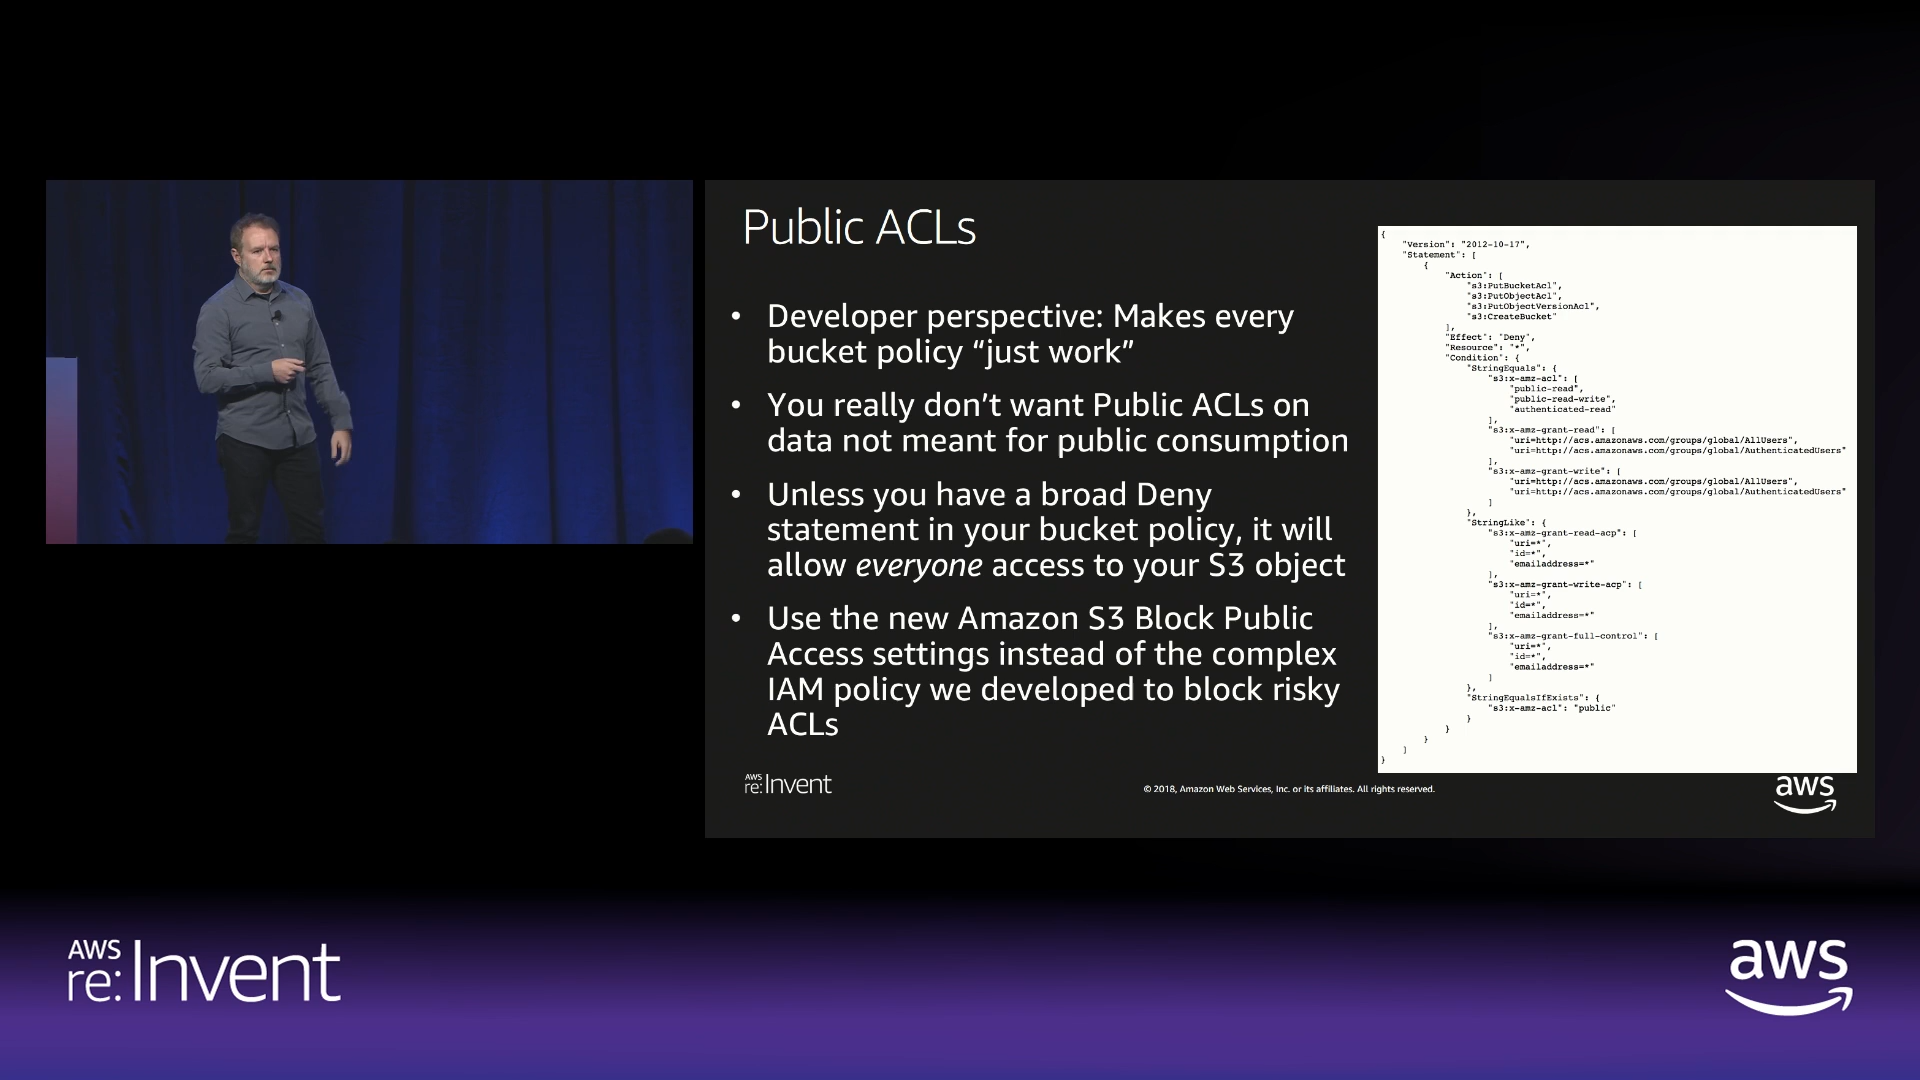 Public ACLs
• Developer perspective: Makes every
bucket policy “just work”
• You really don’t want Public ACLs on
data not meant for public consumption
• Unless you have a broad Deny
statement in your bucket policy, it will
allow everyone access to your S3 object
• Use the new Amazon S3 Block Public
Access settings instead of the complex
IAM policy we developed to block risky
ACLs
{
"Version": "2012-10-17",
"Statement": [
{
"Action": [
"s3:PutBucketAcl",
"s3:PutObjectAcl",
"s3:PutObjectVersionAcl",
"s3:CreateBucket"
],
"Effect": "Deny",
"Resource": "*",
"Condition": {
"StringEquals": {
"s3:x-amz-acl": [
"public-read",
"public-read-write",
"authenticated-read"
],
"s3:x-amz-grant-read": [
"uri=http://acs.amazonaws.com/groups/global/AllUsers",
"uri=http://acs.amazonaws.com/groups/global/AuthenticatedUsers"
],
"s3:x-amz-grant-write": [
"uri=http://acs.amazonaws.com/groups/global/AllUsers",
"uri=http://acs.amazonaws.com/groups/global/AuthenticatedUsers"
]
},
"StringLike": {
"s3:x-amz-grant-read-acp": [
"uri=*",
"id=*",
"emailaddress=*"
],
"s3:x-amz-grant-write-acp": [
"uri=*",
"id=*",
"emailaddress=*"
],
"s3:x-amz-grant-full-control": [
"uri=*",
"id=*",
"emailaddress=*"
]
},
"StringEqualsIfExists": {
"s3:x-amz-acl": "public"
}
}
}
]
}
AWS
re:Invent
© 2018, Amazon Web Services, Inc. or its affiliates. All rights reserved.
aws
AWS
re:Invent
aws